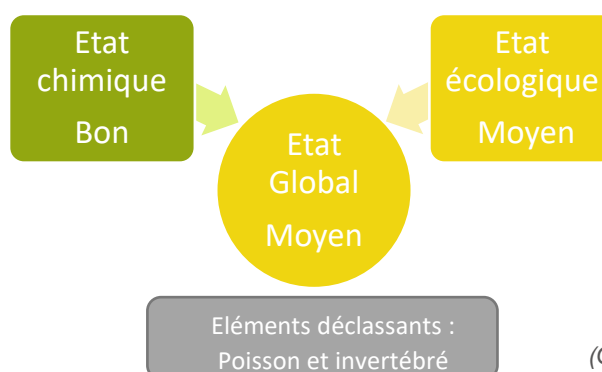 Etat
chimique
Bon
Etat
écologique
Moyen
Etat
Global
Moyen
Eléments déclassants :
Poisson et invertébré